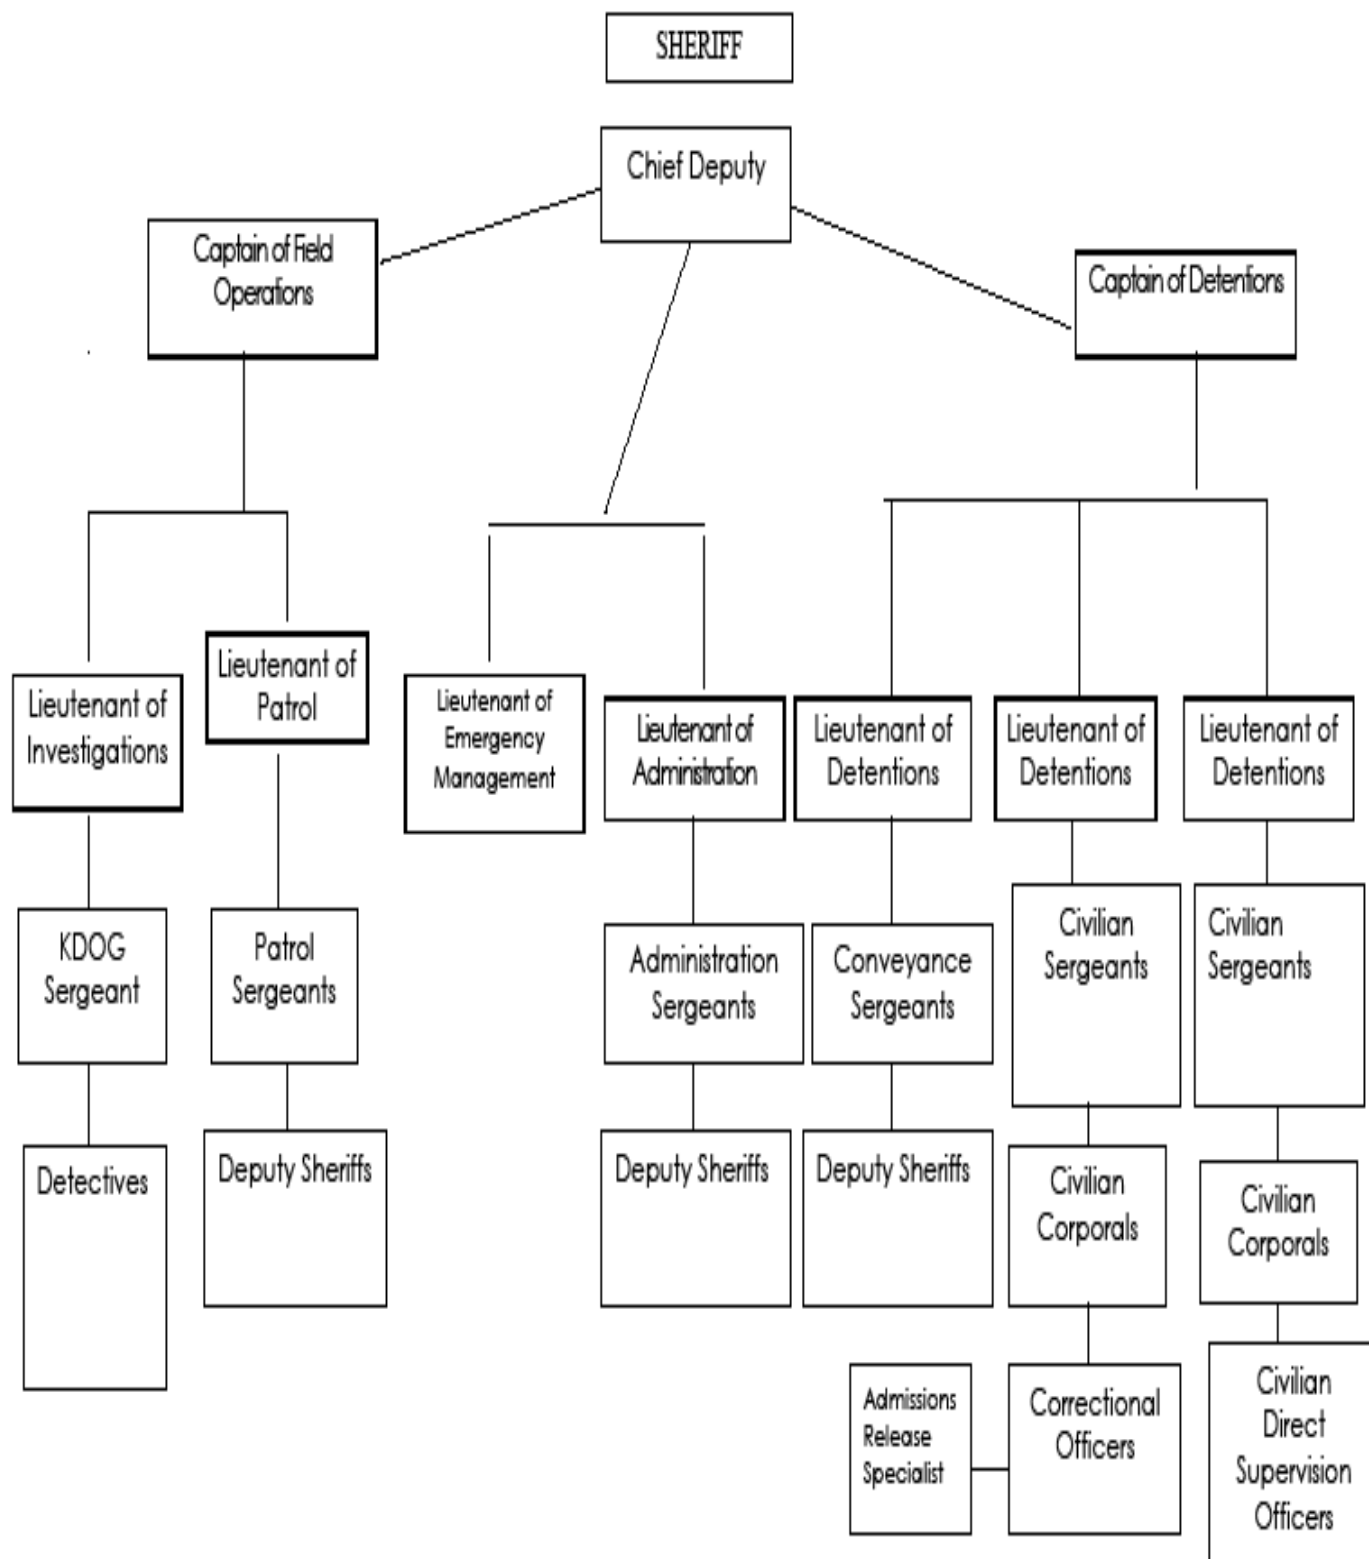 SHERIFF
Chief Deputy
Captain of Field
Operations
Captain of Detentions
Lieutenant of
Investigations
Lieutenant of
Patrol
Lieutenant of
Emergency
Management
Lieutenant of
Administration
Lieutenant of
Detentions
Lieutenant of
Detentions
Lieutenant of
Detentions
KDOG
Sergeant
Patrol
Sergeants
Administration
Sergeants
Conveyance
Sergeants
Civilian
Sergeants
Civilian
Sergeants
Detectives
Deputy Sheriffs
Deputy Sheriffs
Deputy Sheriffs
Civilian
Corporals
Civilian
Corporals
Admissions
Release
Specialist
Correctional
Officers
Civilian
Direct
Supervision
Officers